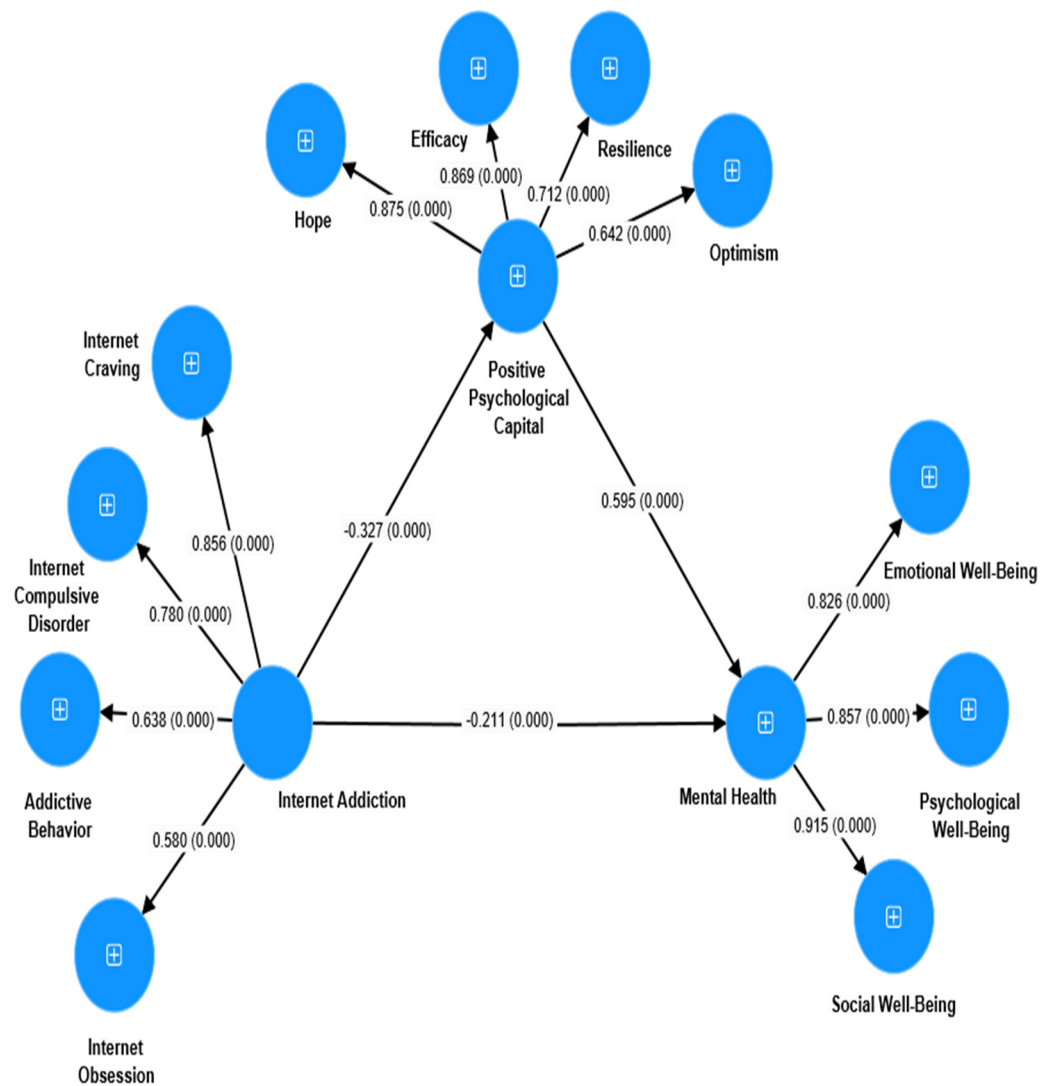 Efficacy
Resilience
0.869 (0.000)
0.712 (0.000)
Hope
0.875 (0.000)
0.642 (0.000)
Optimism
Internet
Craving
Positive
Psychological
Capital
0.856 (0.000)
-0.327 (0.000)
0.595 (0.000)
Internet
Compulsive
Disorder
0.780 (0.000)
Emotional Well-Being
0.826 (0.000)
0.638 (0.000)
-0.211 (0.000)
0.857 (0.000)
Addictive
Behavior
Internet Addiction
Mental Health
Psychological
Well-Being
0.580 (0.000)
0.915 (0.000)
Social Well-Being
Internet
Obsession